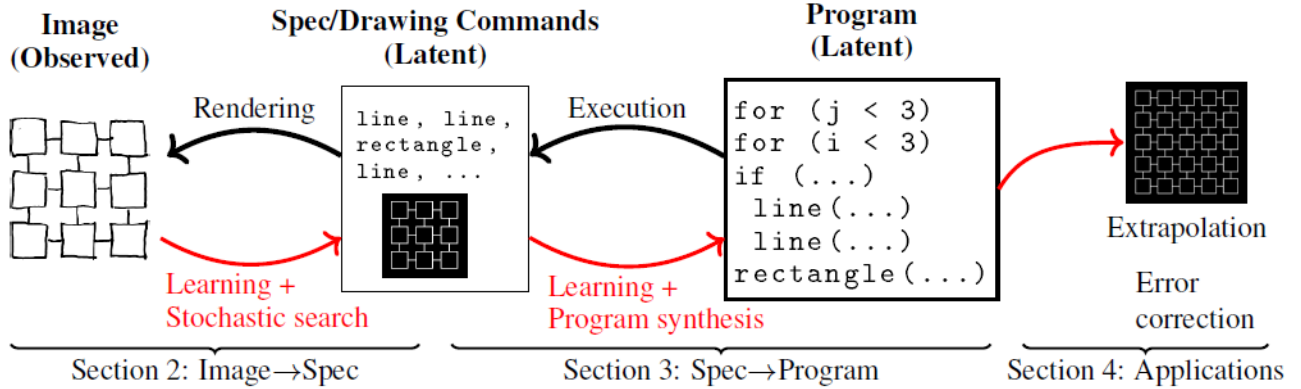 Image
(Observed)
Spec/Drawing Commands
(Latent)
Program
(Latent)
Rendering
line, line,
rectangle,
line, ...
Execution
for (j < 3)
for (i < 3)
if (...)
line(...)
line(...)
rectangle(...)
Learning +
Stochastic search
Learning +
Program synthesis
Extrapolation
Error
correction
Section 2: Image→Spec
Section 3: Spec→Program
Section 4: Applications